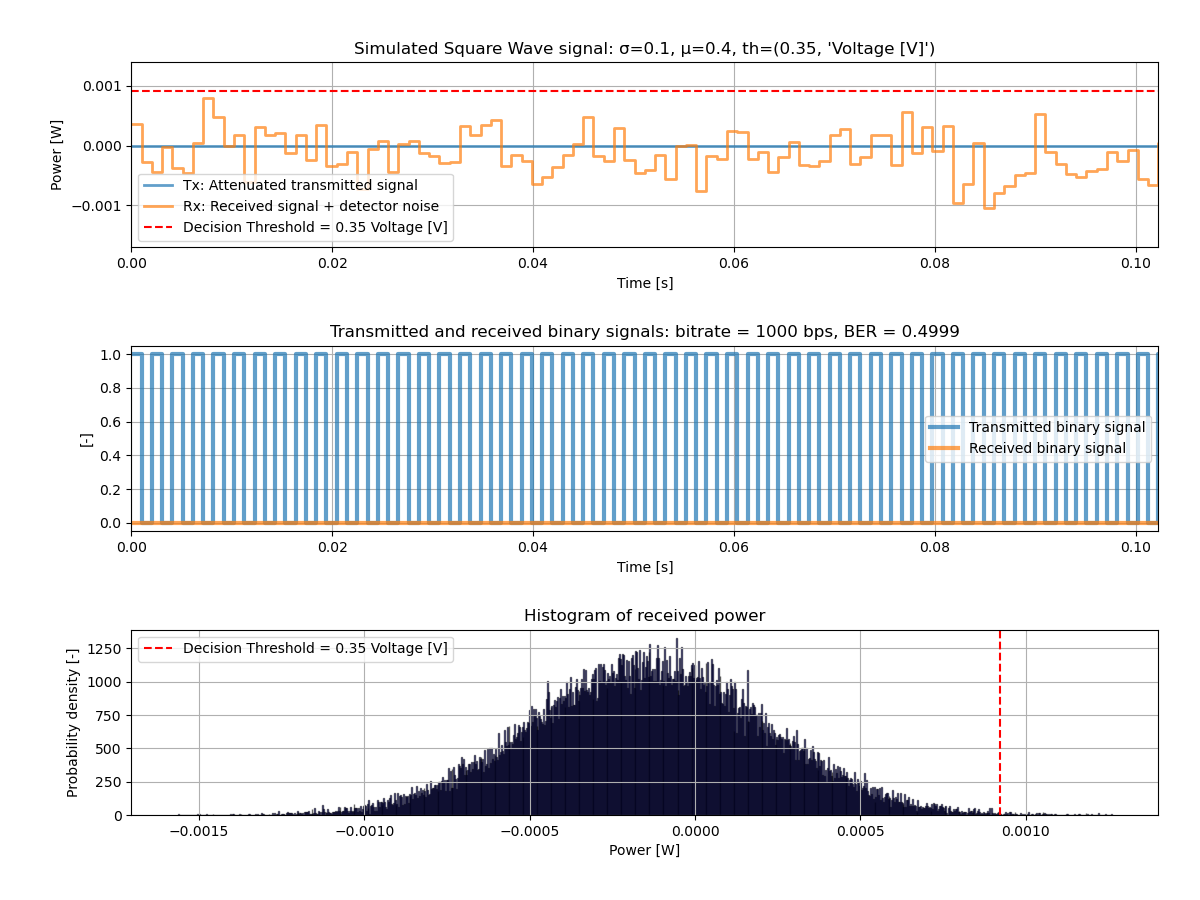 Simulated Square Wave signal: σ=0.1, μ=0.4, th=(0.35, 'Voltage [V]')
Power [W]
0.001
0.000
−0.001
Tx: Attenuated transmitted signal
Rx: Received signal + detector noise
Decision Threshold = 0.35 Voltage [V]
0.00 0.02 0.04 0.06 0.08 0.10
Time [s]
Transmitted and received binary signals: bitrate = 1000 bps, BER = 0.4999
[-]
1.0
0.8
0.6
0.4
0.2
0.0
Transmitted binary signal
Received binary signal
0.00 0.02 0.04 0.06 0.08 0.10
Time [s]
Histogram of received power
Probability density [-]
1250
1000
750
500
250
0
Decision Threshold = 0.35 Voltage [V]
−0.0015 −0.0010 −0.0005 0.0000 0.0005 0.0010
Power [W]